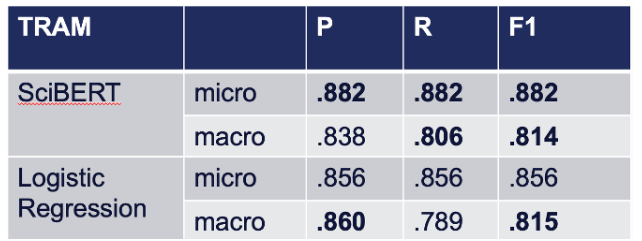 TRAM P R F1
SciBERT micro .882 .882 .882
macro .838 .806 .814
Logistic Regression micro .856 .856 .856
macro .860 .789 .815